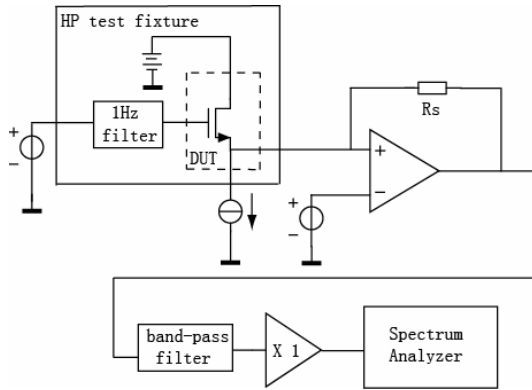 HP test fixture
1Hz
filter
DUT
+
-
Rs
+
-
+
-
band-pass
filter
X 1
Spectrum
Analyzer